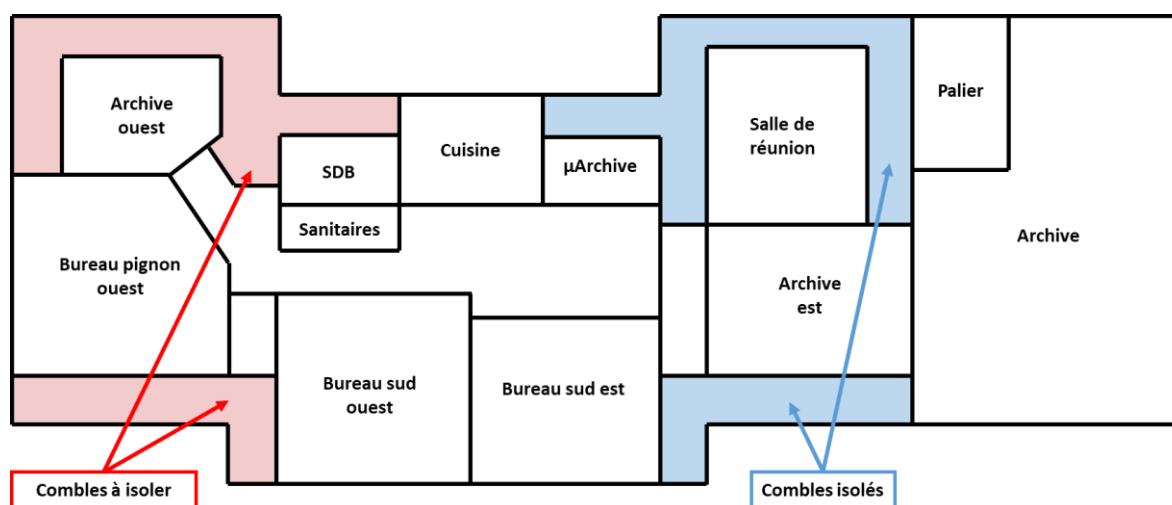 Archive
ouest
SDB
Cuisine
µArchive
Salle de
réunion
Palier
Sanitaires
Bureau pignon
ouest
Archive
est
Archive
Bureau sud
ouest
Bureau sud est
Combles à isoler
Combles isolés